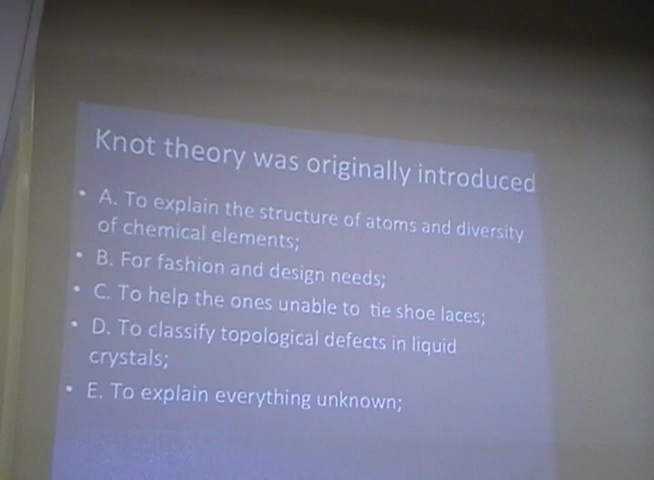 Knot theory was originally introduced
• A. To explain the structure of atoms and diversity
of chemical elements;
• B. For fashion and design needs;
• C. To help the ones unable to tie shoe laces;
• D. To classify topological defects in liquid
crystals;
• E. To explain everything unknown;